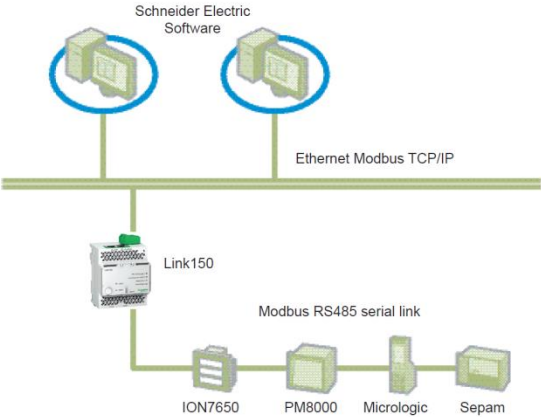 Schneider Electric
Software
Ethernet Modbus TCP/IP
Link150
Modbus RS485 serial link
ION7650
PM8000
Micrologic
Sepam